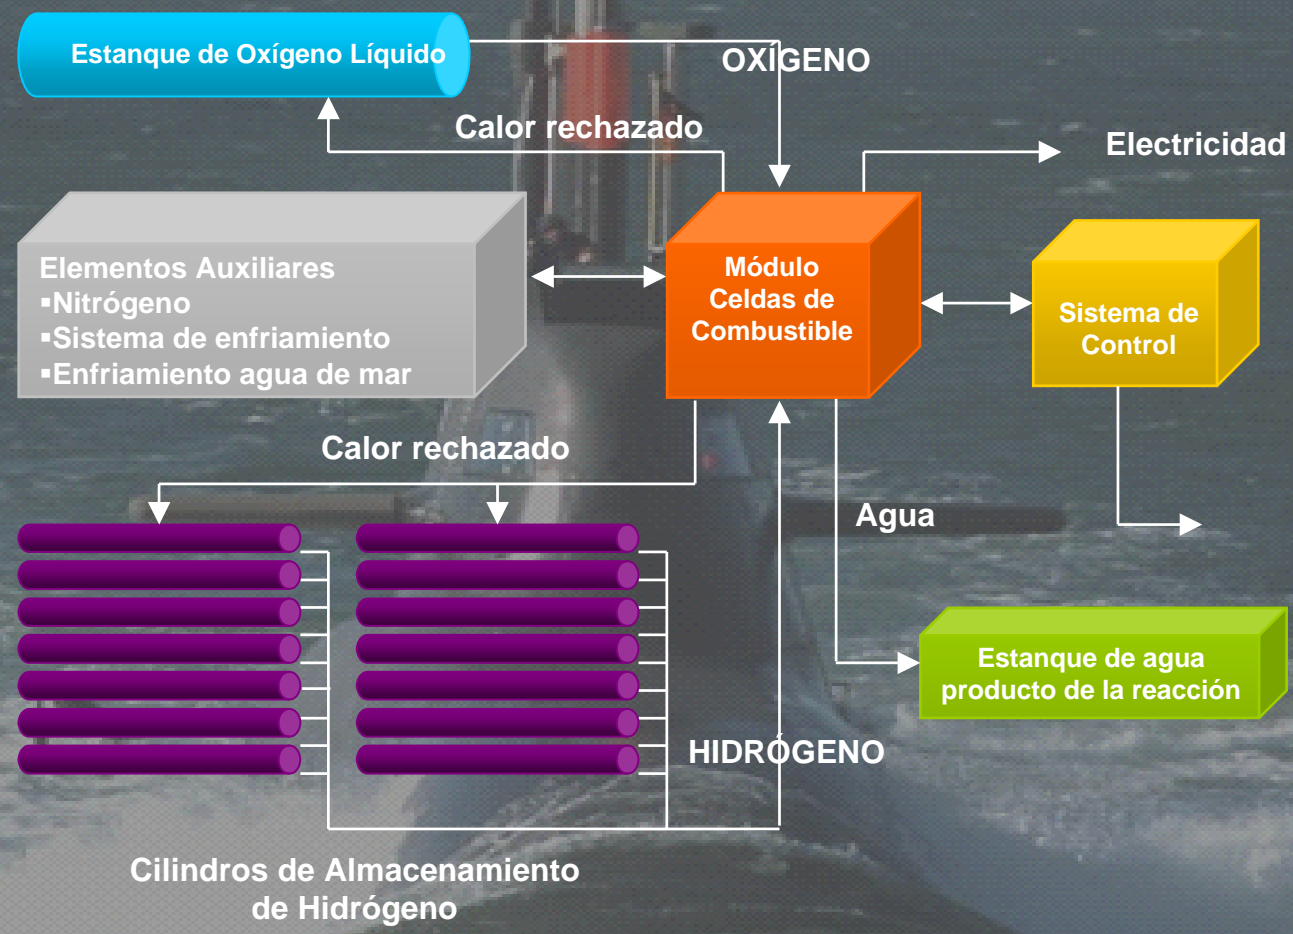 Estanque de Oxígeno Líquido
OXÍGENO
Calor rechazado
Electricidad
Elementos Auxiliares
▪Nitrógeno
▪Sistema de enfriamiento
▪Enfriamiento agua de mar
Módulo
Celdas de
Combustible
Sistema de
Control
Calor rechazado
Agua
Estanque de agua
producto de la reacción
HIDRÓGENO
Cilindros de Almacenamiento
de Hidrógeno